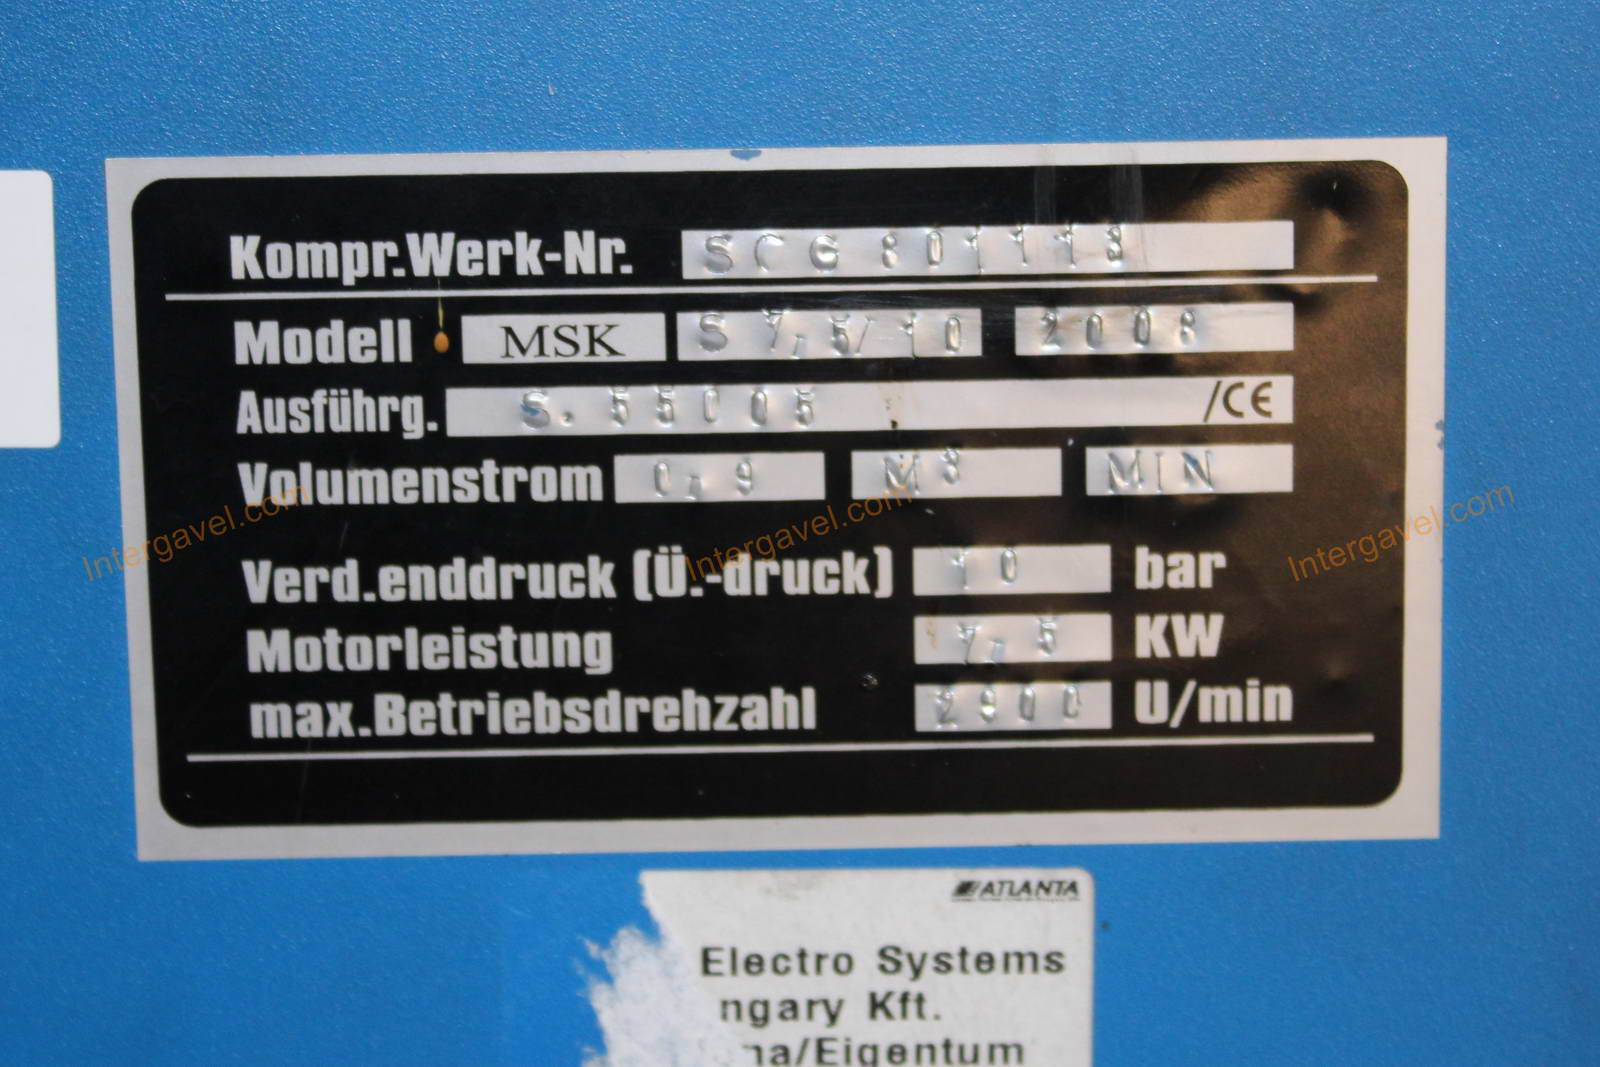 Kompr.Werk-Nr. SCG801113
Modell MSK S 7,5/10 2008
Ausführg. S.55005 /CE
Volumenstrom 0,9 M3 MIN
Intergavel.com Intergavel.com Intergavel.com
Verd.enddruck (Ü.-druck) 10 bar
Motorleistung 7,5 KW
max.Betriebsdrehzahl 2900 U/min
ATLANTA
Electro Systems
ngary Kft.
na/Eigentum